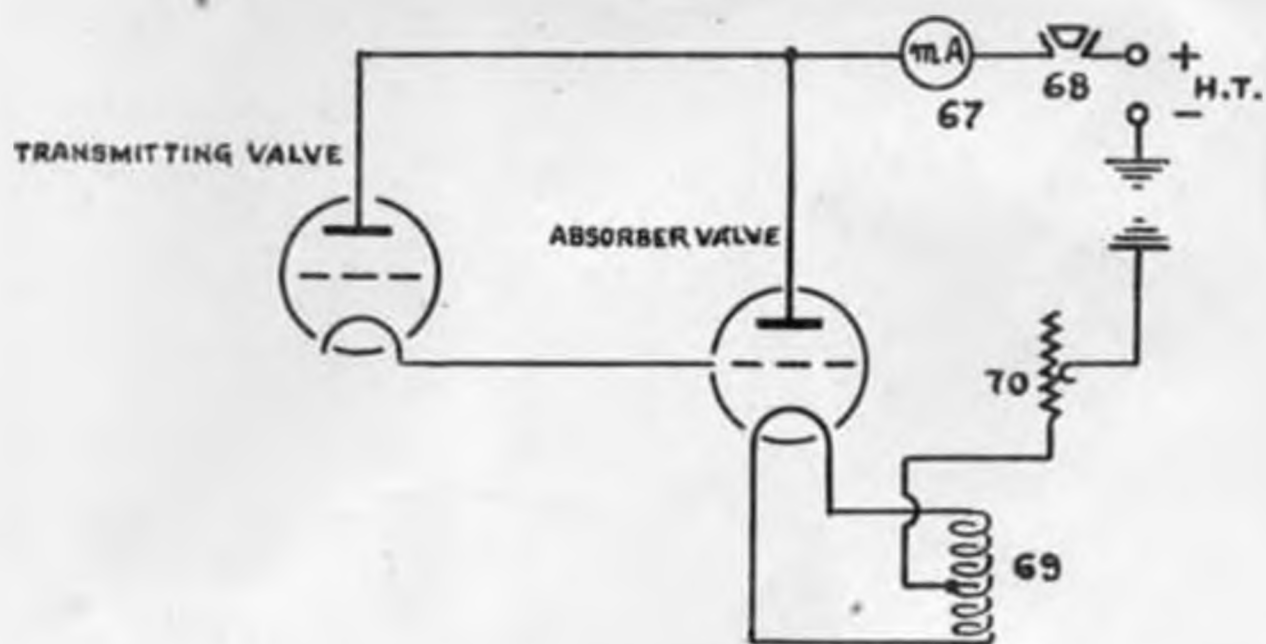 mA
68
+
H.T.
−
67
TRANSMITTING VALVE
ABSORBER VALVE
70
69